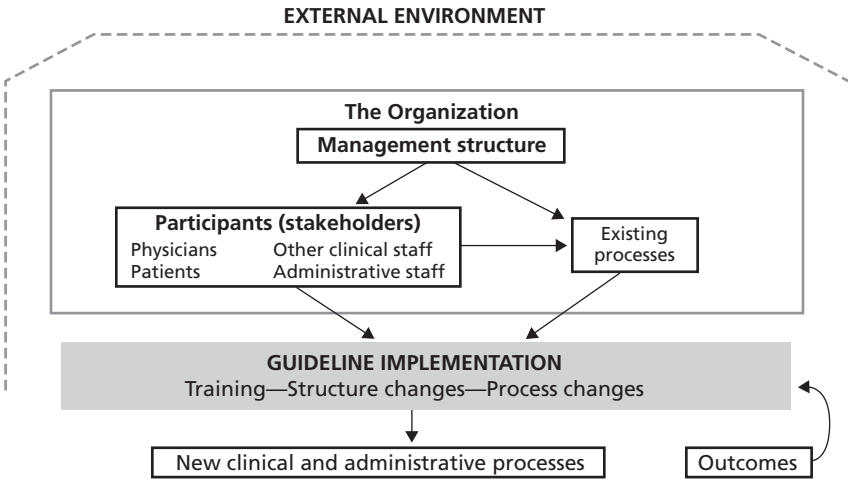 EXTERNAL ENVIRONMENT
The Organization
Management structure
Participants (stakeholders)
Physicians Other clinical staff
Patients Administrative staff
Existing
processes
GUIDELINE IMPLEMENTATION
Training—Structure changes—Process changes
New clinical and administrative processes
Outcomes